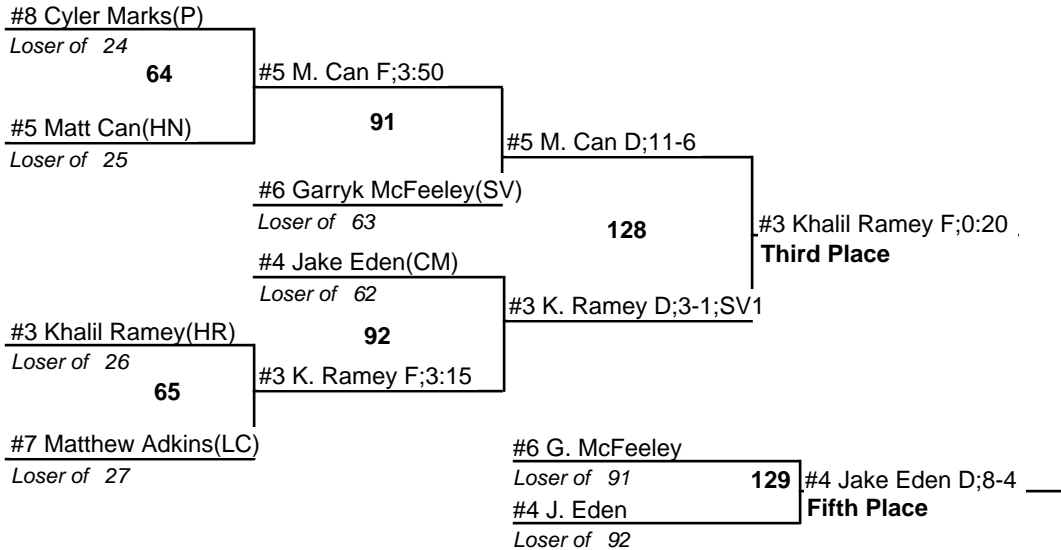 #8 Cyler Marks(P)
Loser of 24
64
#5 M. Can F;3:50
#5 Matt Can(HN)
Loser of 25
91
#5 M. Can D;11-6
#6 Garryk McFeeley(SV)
Loser of 63
128
#3 Khalil Ramey F;0:20
Third Place
#4 Jake Eden(CM)
Loser of 62
#3 K. Ramey D;3-1;SV1
#3 Khalil Ramey(HR)
Loser of 26
92
65
#3 K. Ramey F;3:15
#7 Matthew Adkins(LC)
Loser of 27
#6 G. McFeeley
Loser of 91
129
#4 Jake Eden D;8-4
Fifth Place
#4 J. Eden
Loser of 92